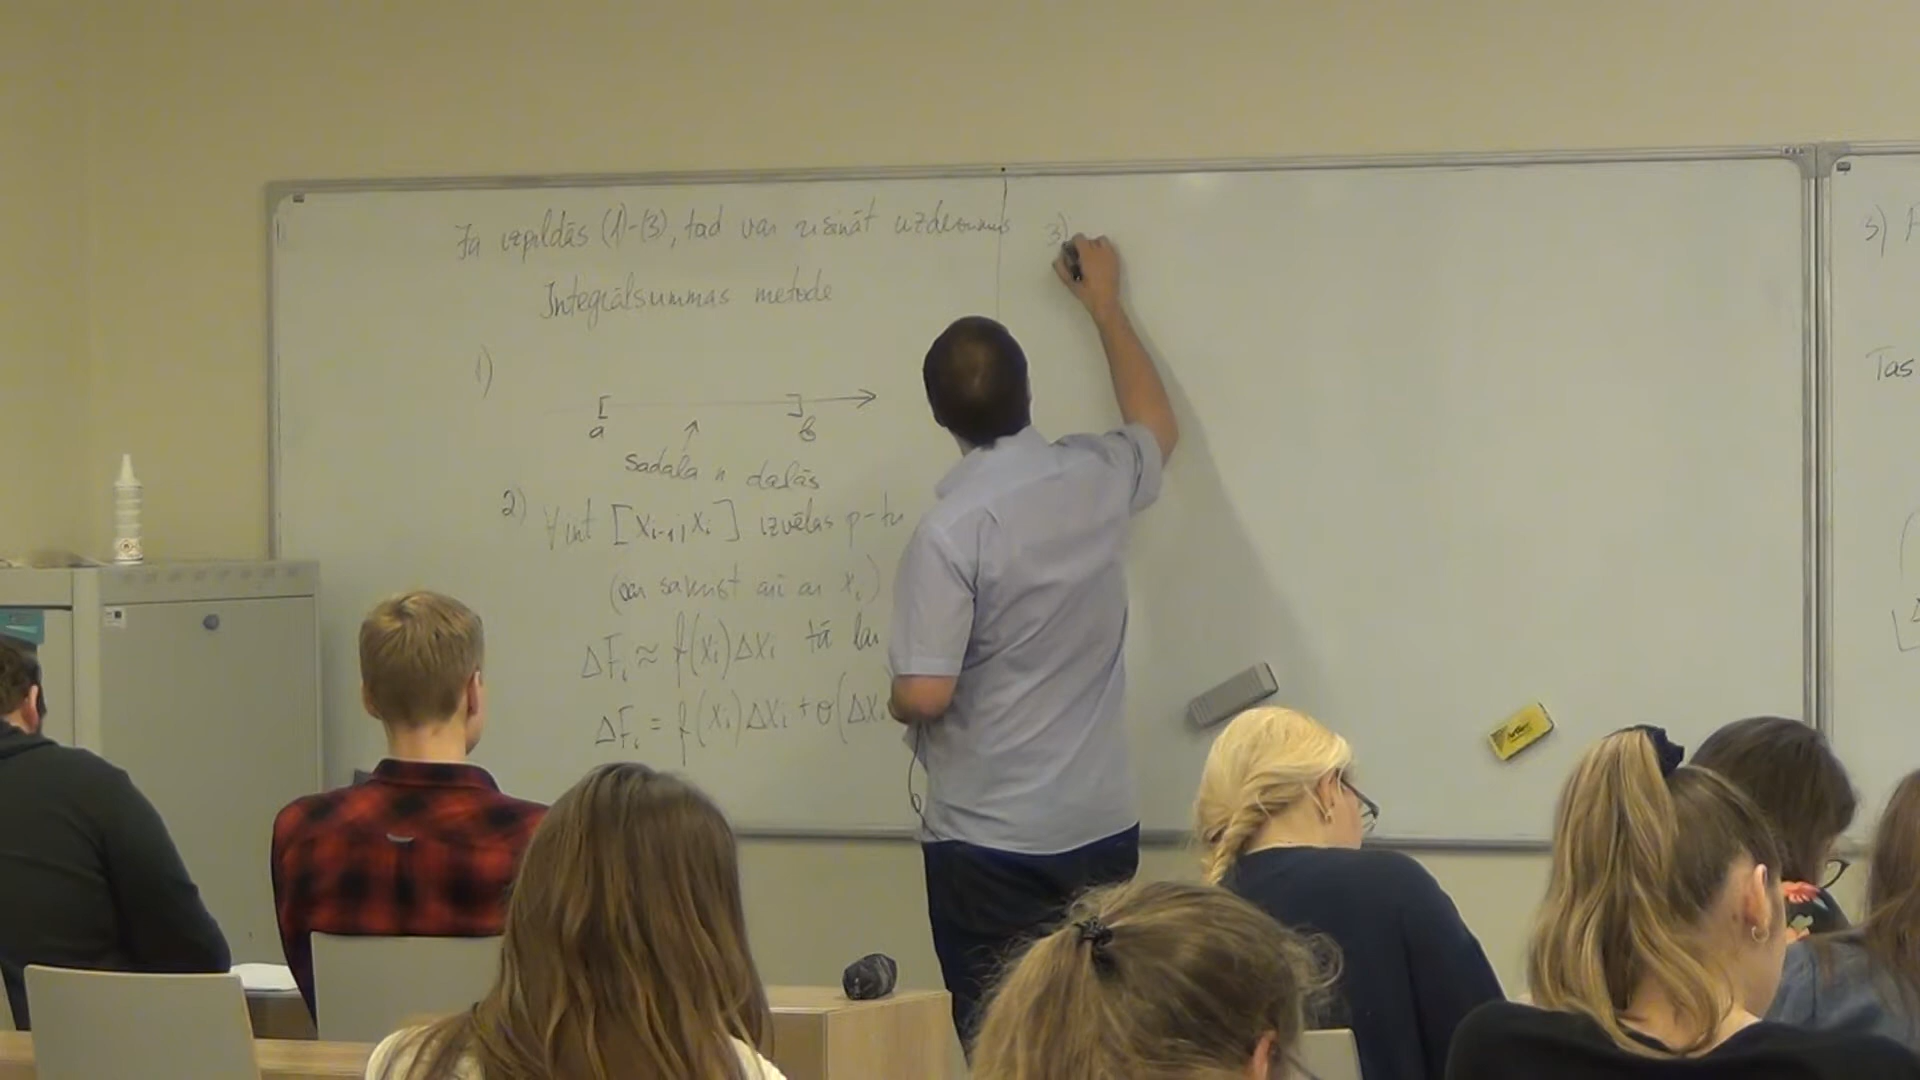 Ja izpildās (1)-(3), tad var risināt uzdevumus
Integrālsummas metode
1)
[ ]
a b
↑
sadala n daļās
2) ∀ int [xᵢ₋₁, xᵢ] izvēlas p-tu
(var sakrist arī ar xᵢ)
ΔFᵢ ≈ f(xᵢ)Δxᵢ tā lai
ΔFᵢ = f(xᵢ)Δxᵢ + o(Δxᵢ
3)
Tas